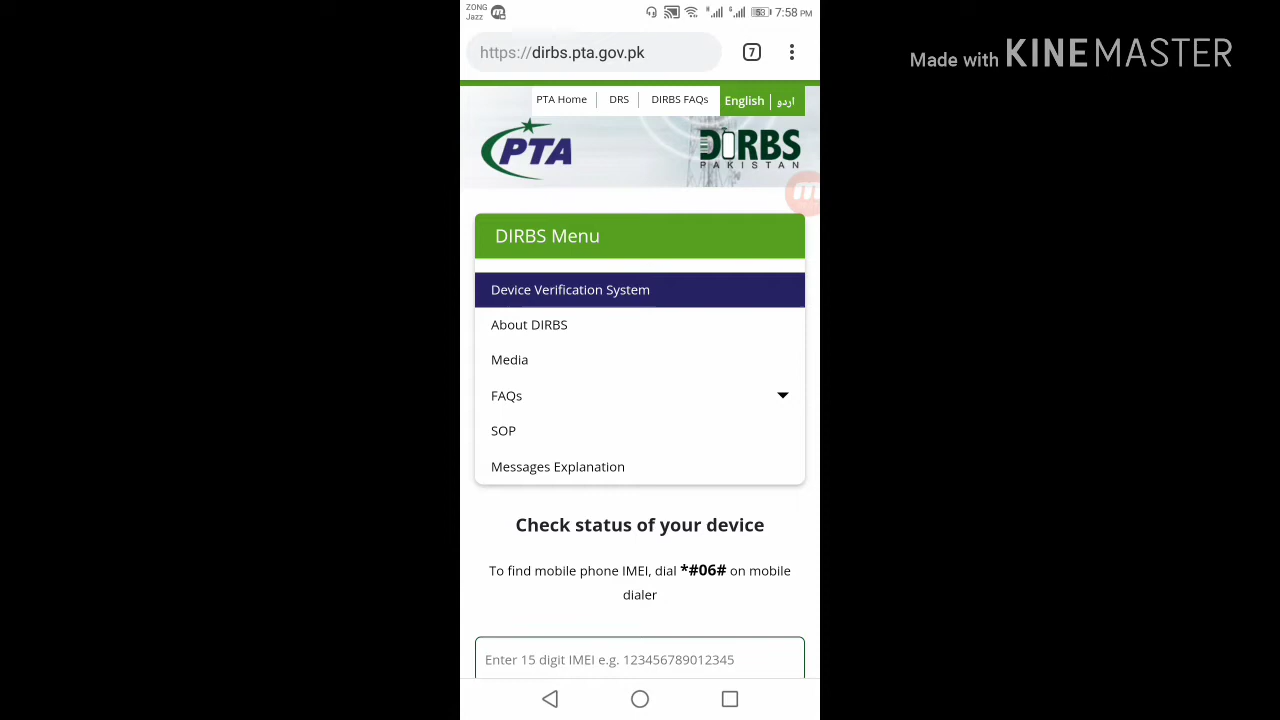 ZONG
Jazz
53 7:58 PM
https://dirbs.pta.gov.pk
7
Made with KINEMASTER
PTA Home DRS DIRBS FAQs English اردو
PTA
DIRBS
PAKISTAN
DIRBS Menu
Device Verification System
About DIRBS
Media
FAQs
SOP
Messages Explanation
Check status of your device
To find mobile phone IMEI, dial *#06# on mobile
dialer
Enter 15 digit IMEI e.g. 123456789012345